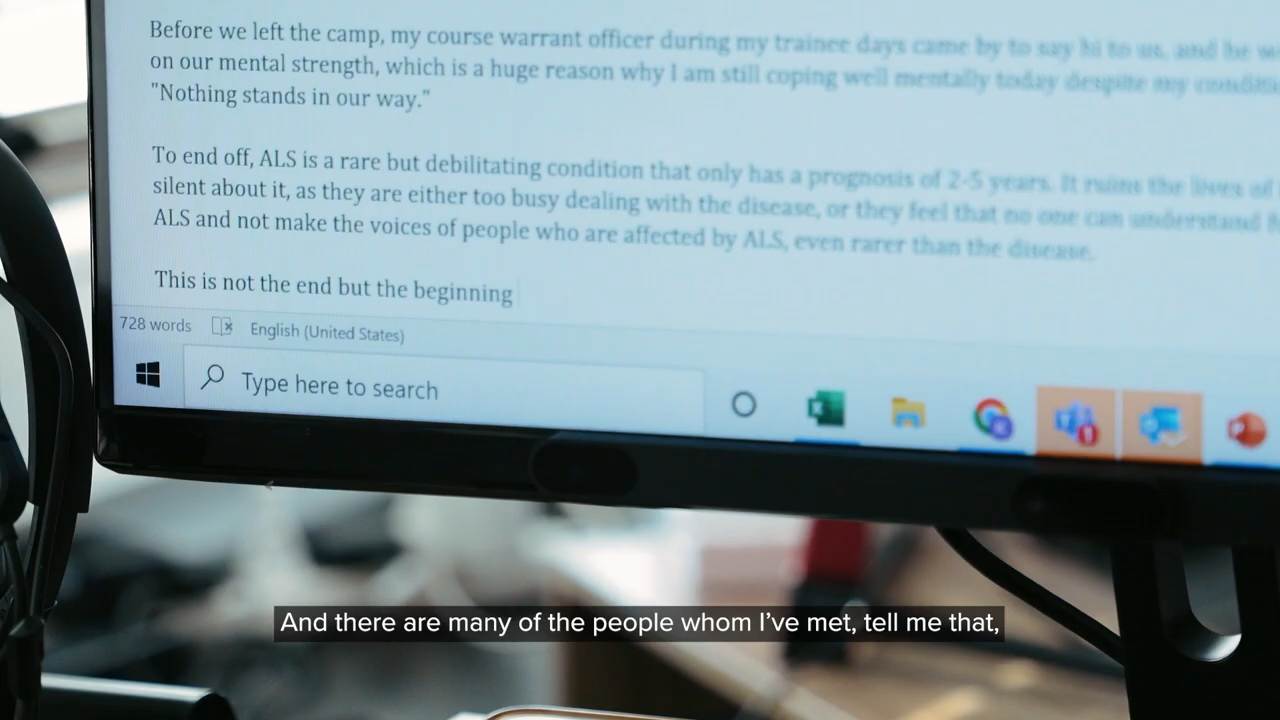 Before we left the camp, my course warrant officer during my trainee days came by to say hi to us, and he
on our mental strength, which is a huge reason why I am still coping well mentally today despite my
"Nothing stands in our way."
To end off, ALS is a rare but debilitating condition that only has a prognosis of 2-5 years. It ruins the lives of
silent about it, as they are either too busy dealing with the disease, or they feel that no one can understand
ALS and not make the voices of people who are affected by ALS, even rarer than the disease.
This is not the end but the beginning
728 words English (United States)
Type here to search
And there are many of the people whom I've met, tell me that,